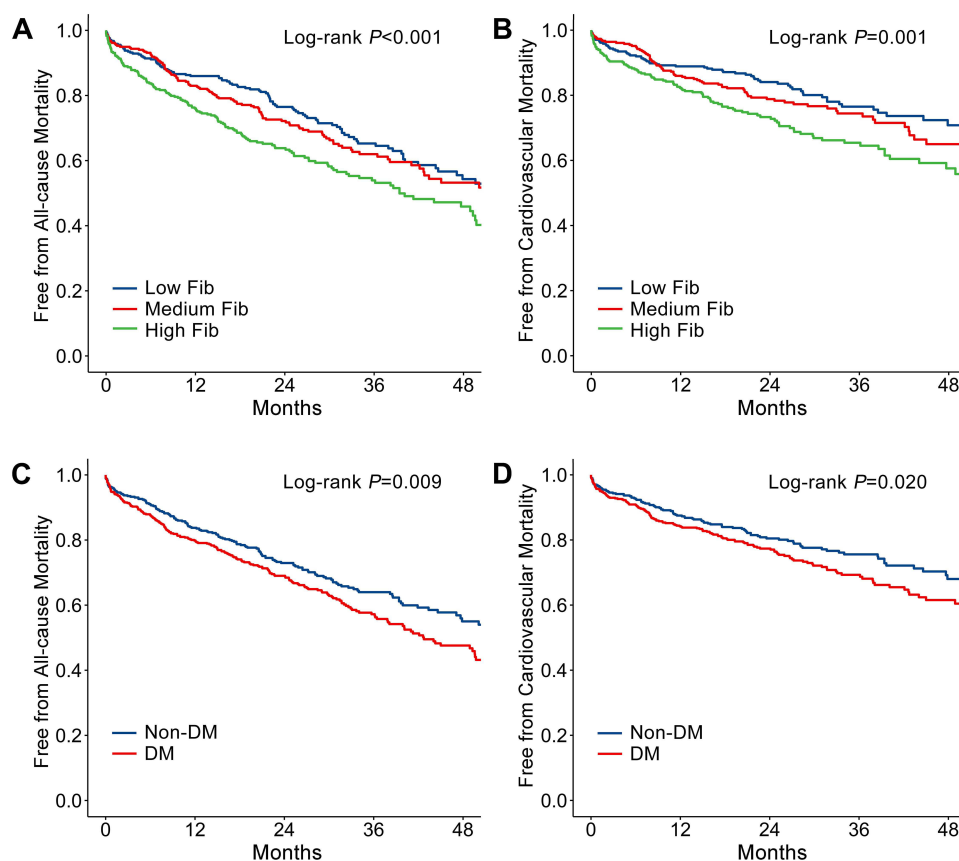 A
Log-rank P<0.001
Free from All-cause Mortality
1.0
0.8
0.6
0.4
0.2
0.0
Low Fib
Medium Fib
High Fib
0 12 24 36 48
Months
B
Log-rank P=0.001
Free from Cardiovascular Mortality
1.0
0.8
0.6
0.4
0.2
0.0
Low Fib
Medium Fib
High Fib
0 12 24 36 48
Months
C
Log-rank P=0.009
Free from All-cause Mortality
1.0
0.8
0.6
0.4
0.2
0.0
Non-DM
DM
0 12 24 36 48
Months
D
Log-rank P=0.020
Free from Cardiovascular Mortality
1.0
0.8
0.6
0.4
0.2
0.0
Non-DM
DM
0 12 24 36 48
Months